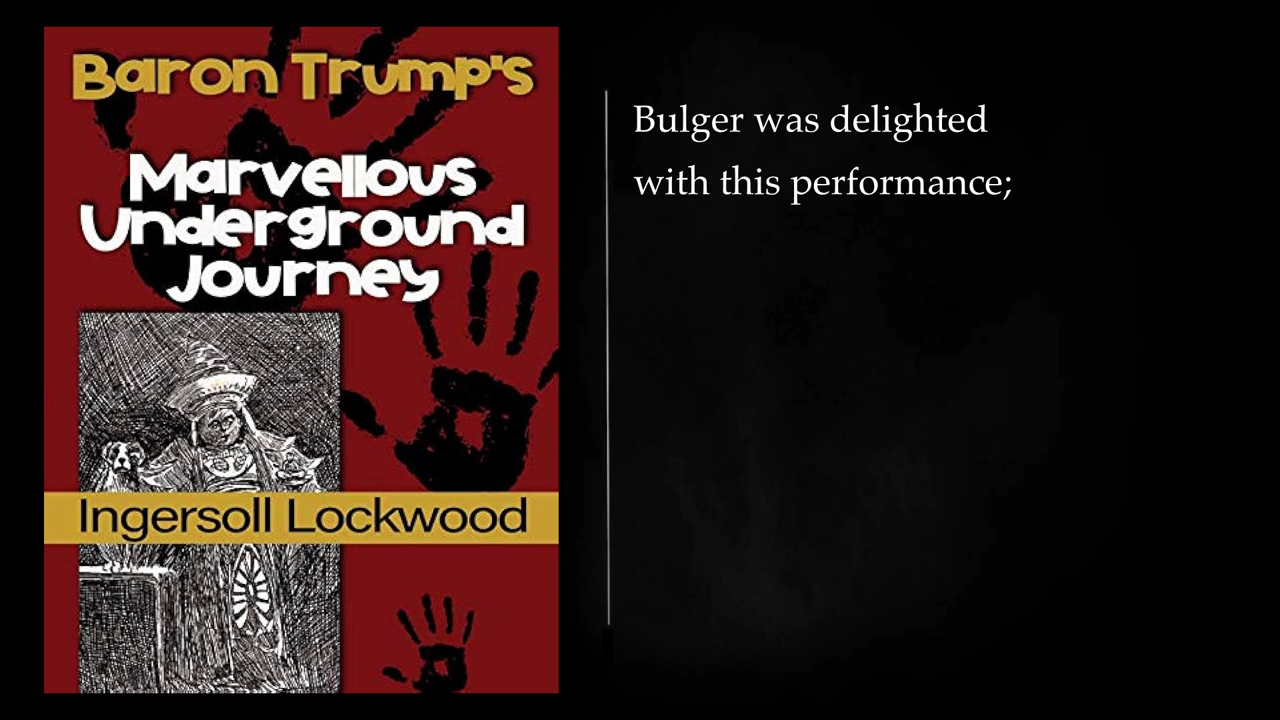 Baron Trump's
Marvellous
Underground
Journey
Ingersoll Lockwood
Bulger was delighted
with this performance;